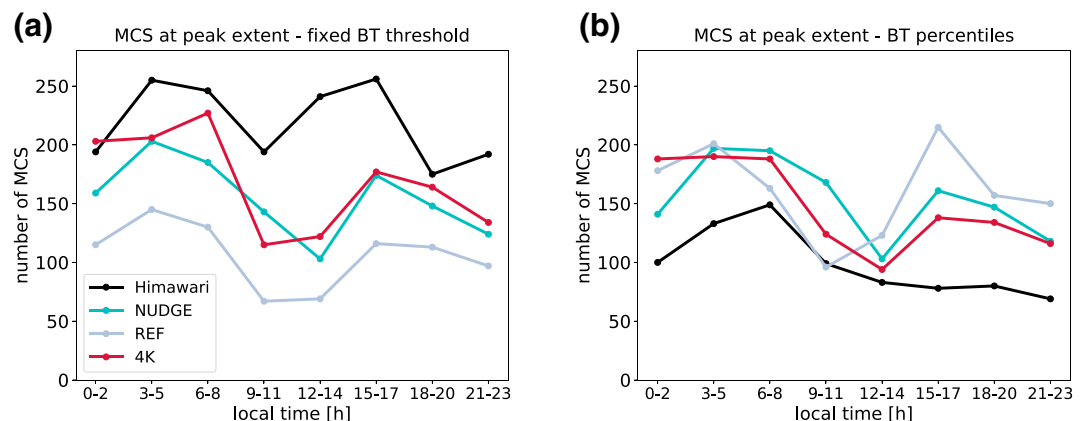 (a)
MCS at peak extent - fixed BT threshold
number of MCS
250
200
150
100
50
0
Himawari
NUDGE
REF
4K
0-2 3-5 6-8 9-11 12-14 15-17 18-20 21-23
local time [h]
(b)
MCS at peak extent - BT percentiles
number of MCS
250
200
150
100
50
0
0-2 3-5 6-8 9-11 12-14 15-17 18-20 21-23
local time [h]